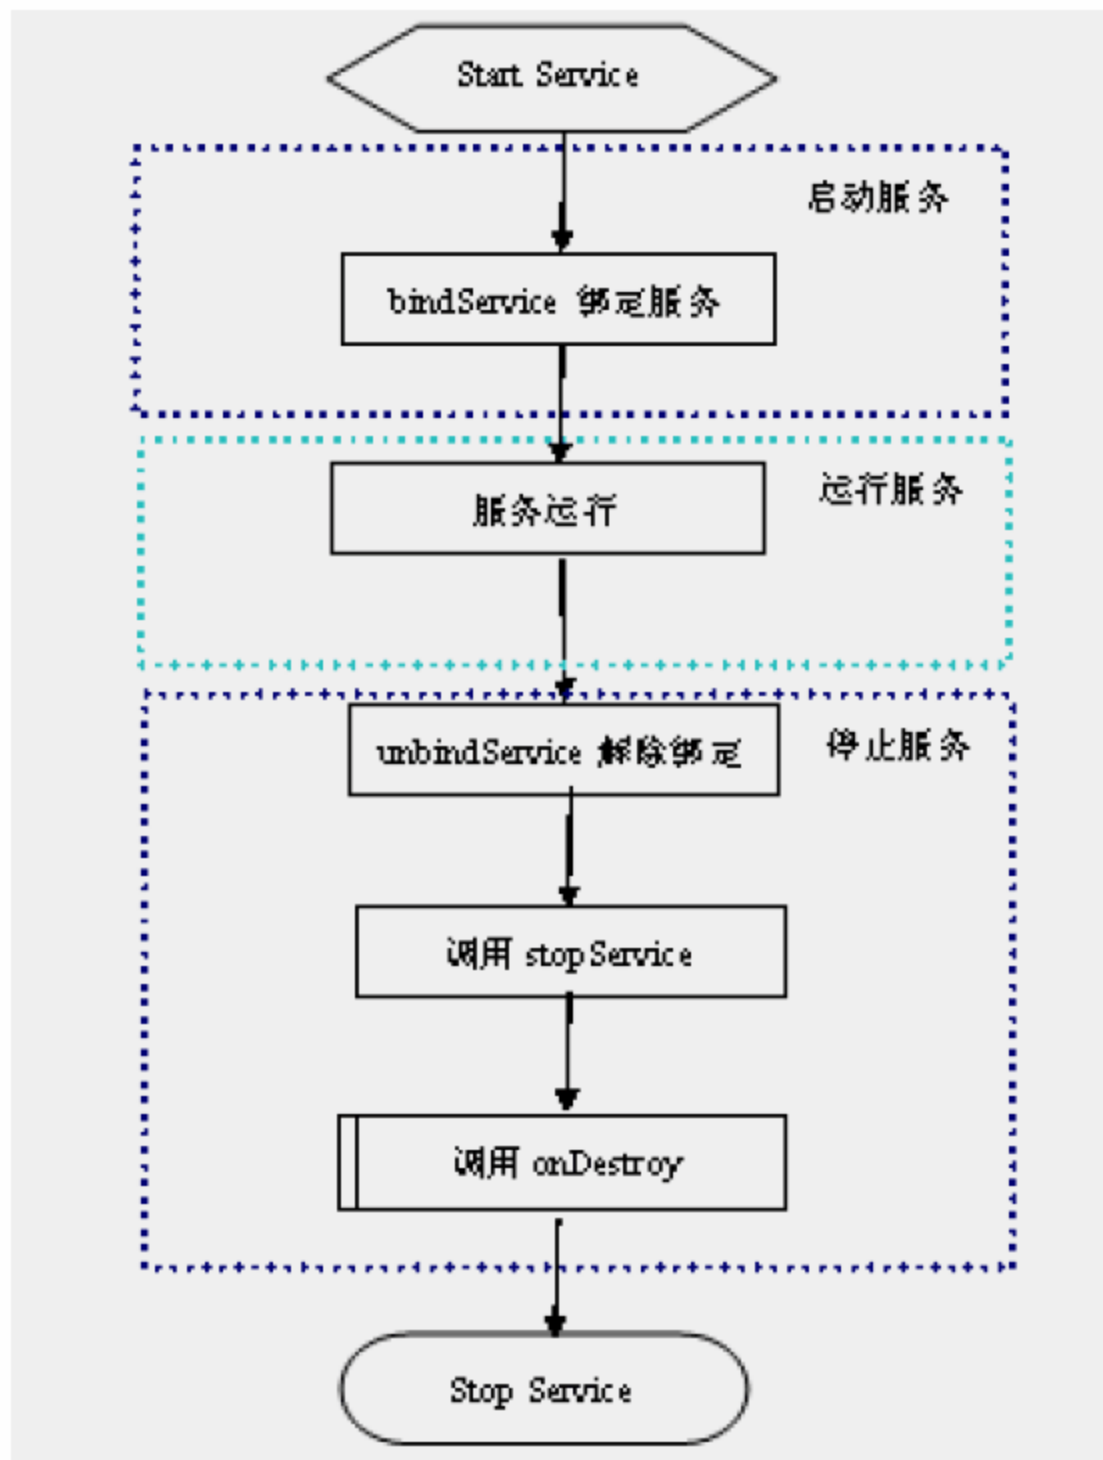 Start Service
启动服务
bindService 绑定服务
运行服务
服务运行
停止服务
unbindService 解除绑定
调用 stopService
调用 onDestroy
Stop Service